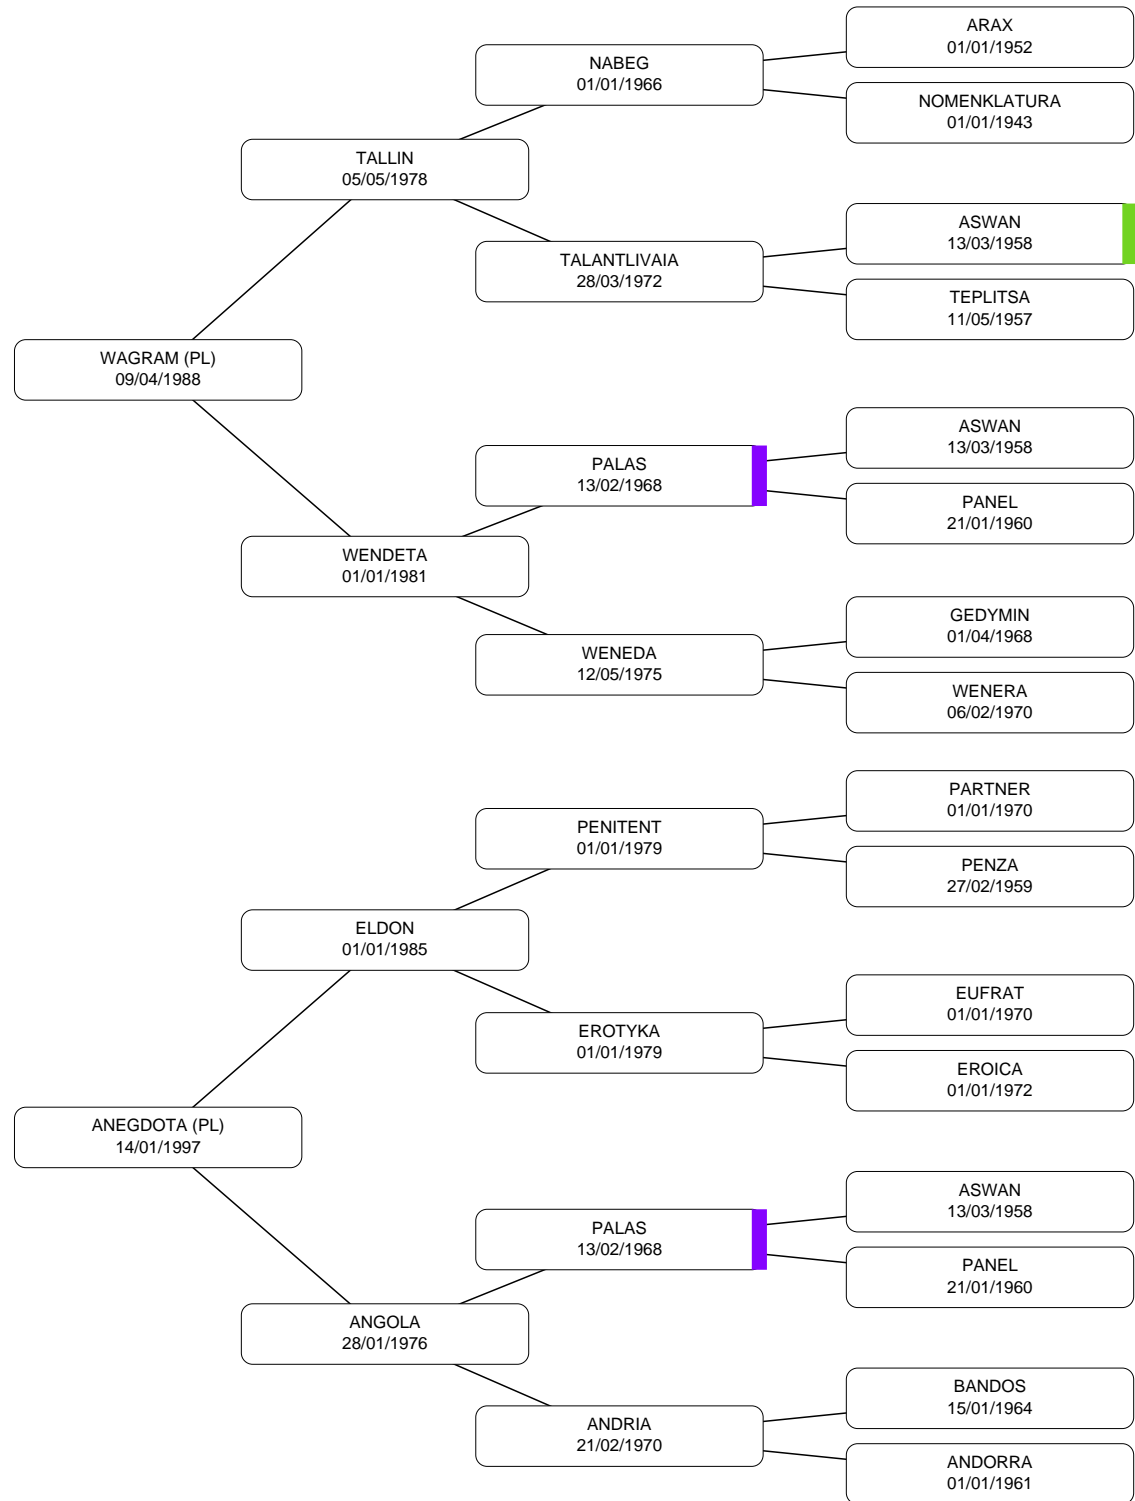 ARAX
01/01/1952
NABEG
01/01/1966
NOMENKLATURA
01/01/1943
TALLIN
05/05/1978
ASWAN
13/03/1958
TALANTLIVAIA
28/03/1972
TEPLITSA
11/05/1957
WAGRAM (PL)
09/04/1988
ASWAN
13/03/1958
PALAS
13/02/1968
PANEL
21/01/1960
WENDETA
01/01/1981
GEDYMIN
01/04/1968
WENEDA
12/05/1975
WENERA
06/02/1970
PARTNER
01/01/1970
PENITENT
01/01/1979
PENZA
27/02/1959
ELDON
01/01/1985
EUFRAT
01/01/1970
EROTYKA
01/01/1979
EROICA
01/01/1972
ANEGDOTA (PL)
14/01/1997
ASWAN
13/03/1958
PALAS
13/02/1968
PANEL
21/01/1960
ANGOLA
28/01/1976
BANDOS
15/01/1964
ANDRIA
21/02/1970
ANDORRA
01/01/1961